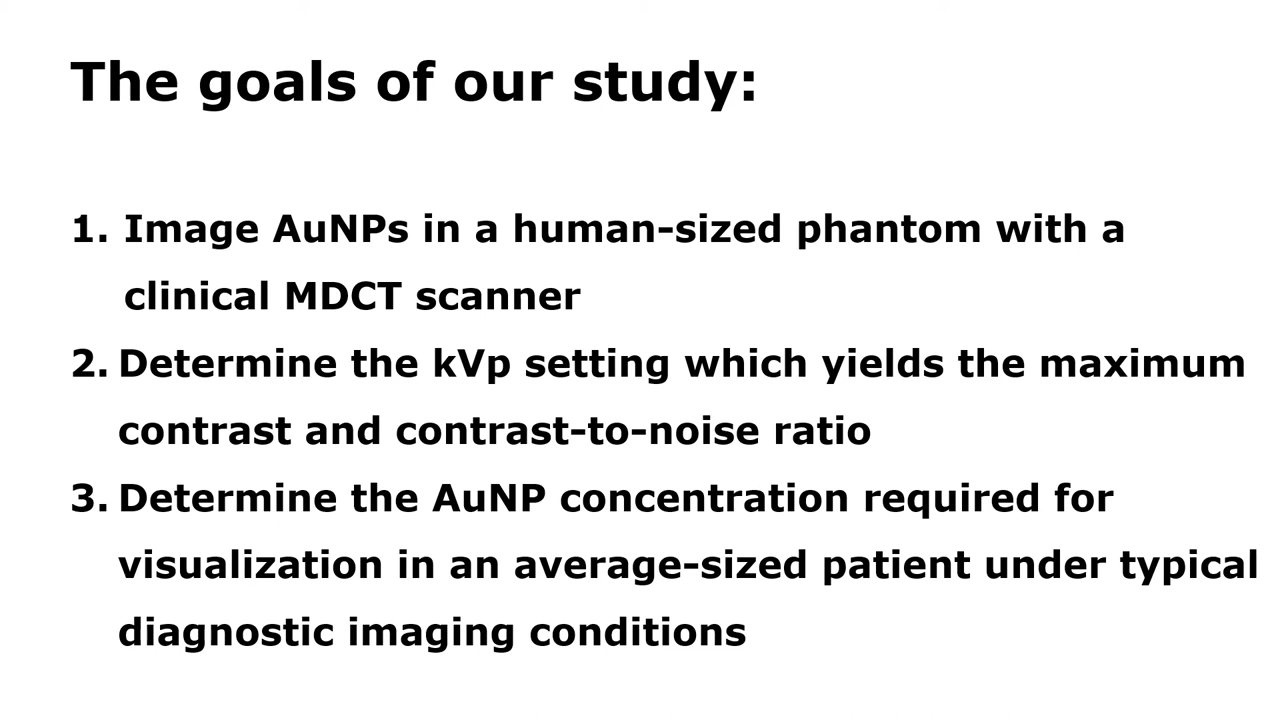 The goals of our study:
1. Image AuNPs in a human-sized phantom with a
clinical MDCT scanner
2. Determine the kVp setting which yields the maximum
contrast and contrast-to-noise ratio
3. Determine the AuNP concentration required for
visualization in an average-sized patient under typical
diagnostic imaging conditions